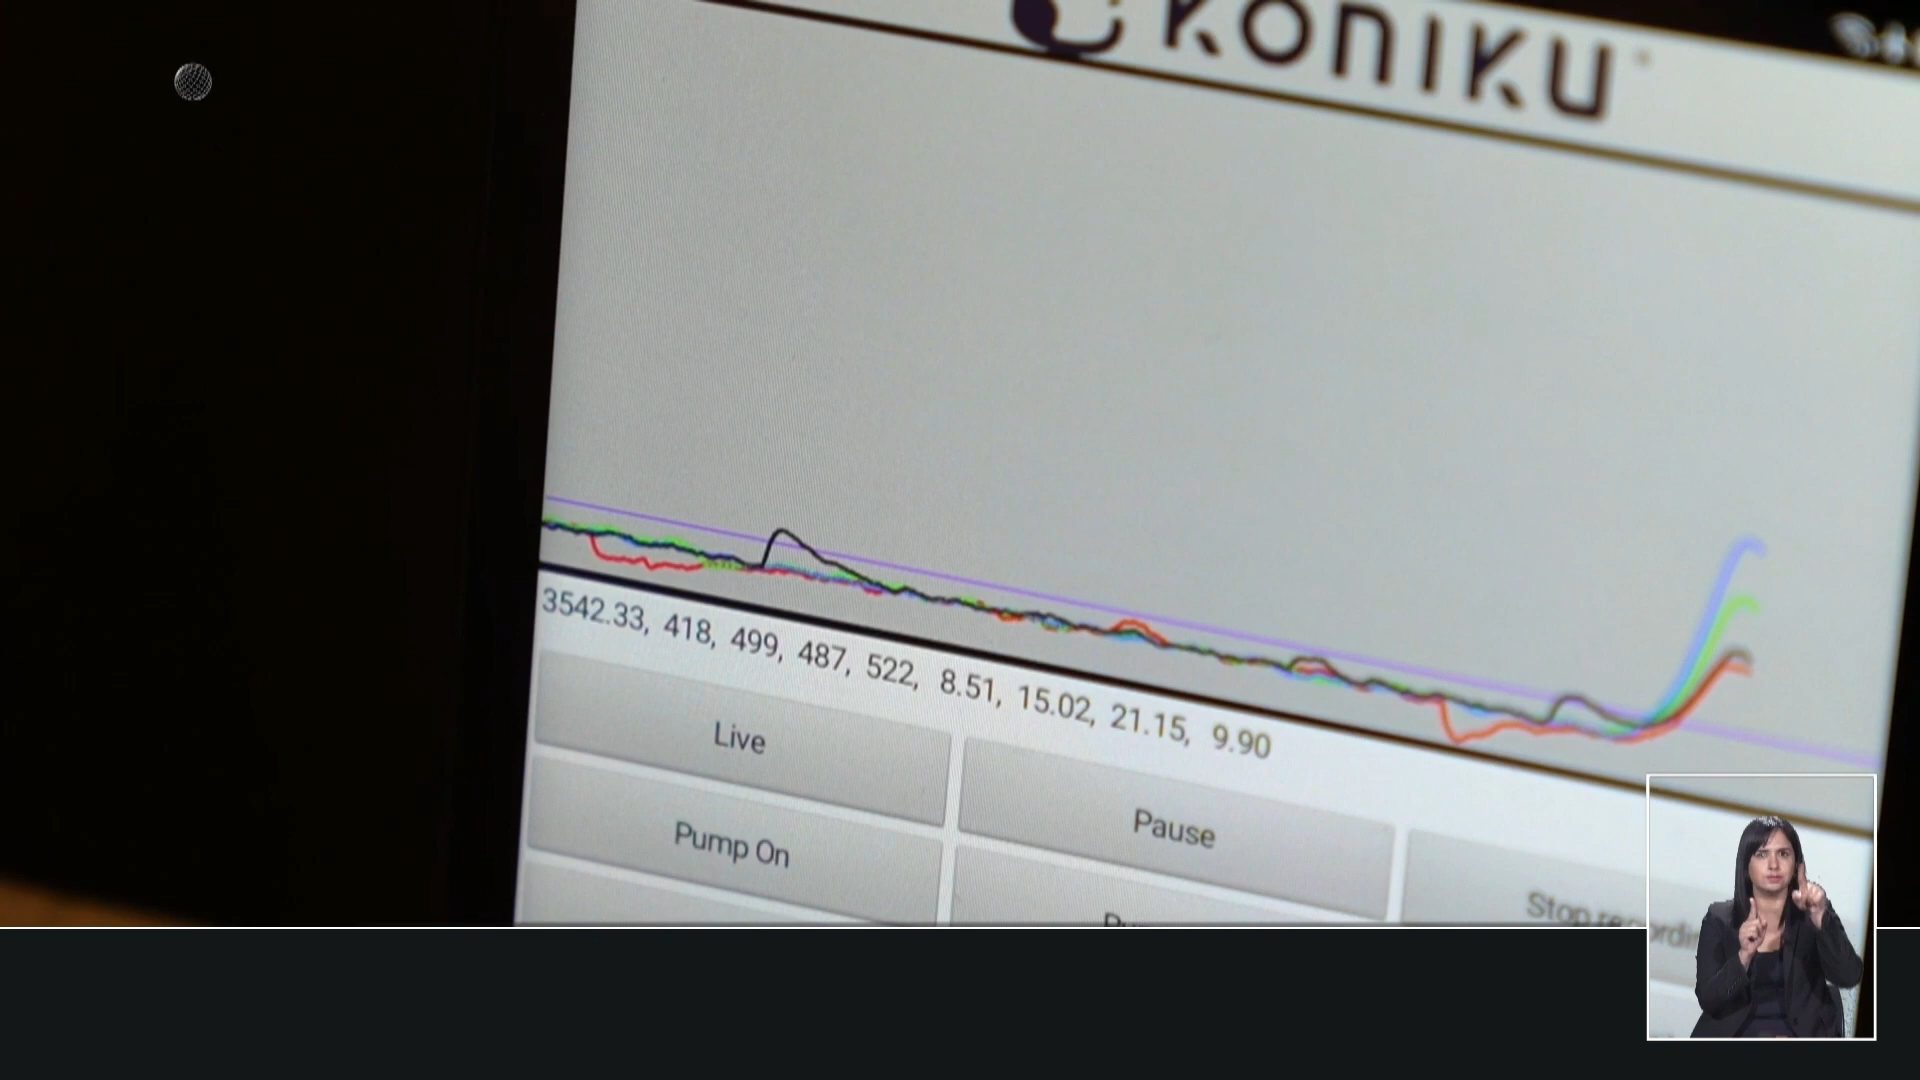 KONIKU
3542.33, 418, 499, 487, 522, 8.51, 15.02, 21.15, 9.90
Live
Pause
Pump On
Stop